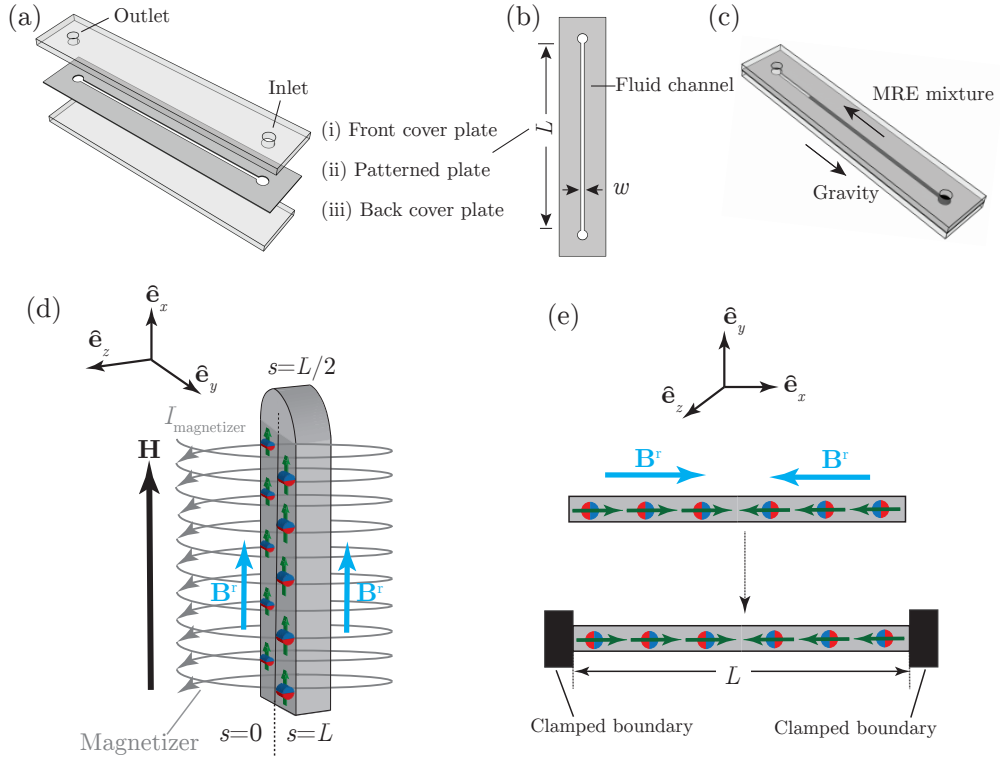 (a)
Outlet
Inlet
(i) Front cover plate
(ii) Patterned plate
(iii) Back cover plate
(b)
Fluid channel
L
w
(c)
MRE mixture
Gravity
(d)
ê_x
ê_z
ê_y
s=L/2
I_magnetizer
H
B^r
B^r
Magnetizer
s=0
s=L
(e)
ê_y
ê_x
ê_z
B^r
B^r
L
Clamped boundary
Clamped boundary